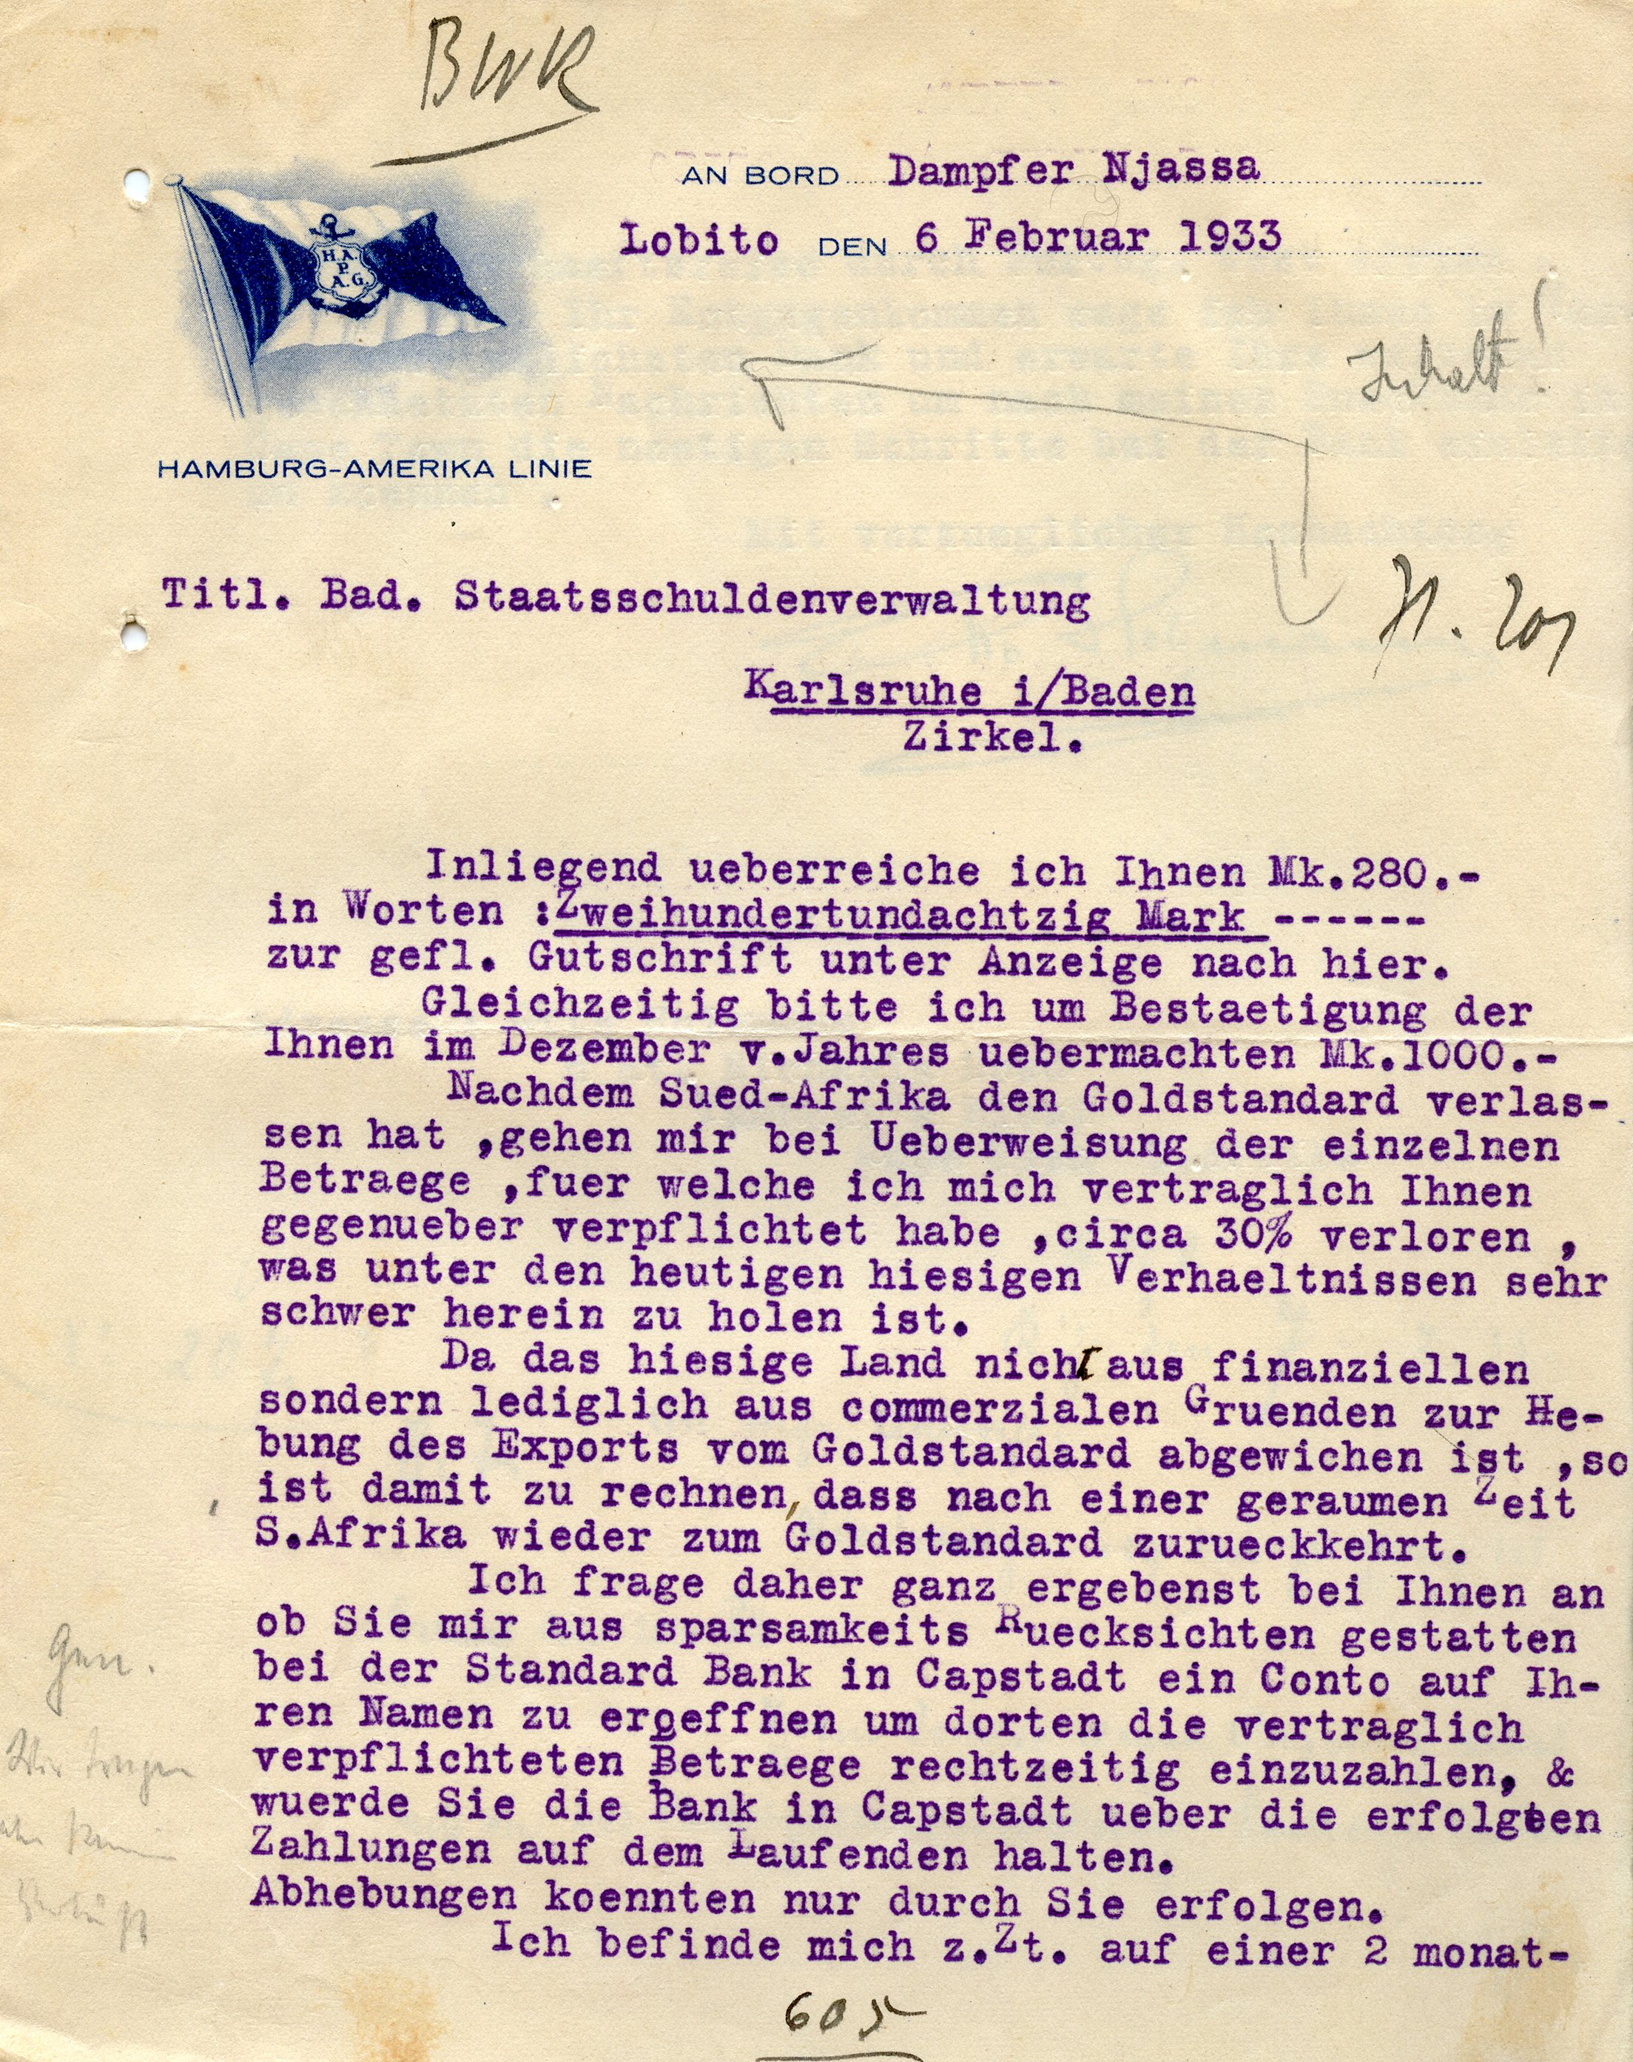 BWK
AN BORD Dampfer Njassa
Lobito DEN 6 Februar 1933
H.A.
P.
A.G.
Inhalt!
HAMBURG-AMERIKA LINIE
Titl. Bad. Staatsschuldenverwaltung
Karlsruhe i/Baden
Zirkel.
Inliegend ueberreiche ich Ihnen Mk.280.-
in Worten :Zweihundertundachtzig Mark ------
zur gefl. Gutschrift unter Anzeige nach hier.
Gleichzeitig bitte ich um Bestaetigung der
Ihnen im Dezember v.Jahres uebermachten Mk.1000.-
Nachdem Sued-Afrika den Goldstandard verlas-
sen hat ,gehen mir bei Ueberweisung der einzelnen
Betraege ,fuer welche ich mich vertraglich Ihnen
gegenueber verpflichtet habe ,circa 30% verloren ,
was unter den heutigen hiesigen Verhaeltnissen sehr
schwer herein zu holen ist.
Da das hiesige Land nicht aus finanziellen
sondern lediglich aus commerzialen Gruenden zur He-
bung des Exports vom Goldstandard abgewichen ist ,so
ist damit zu rechnen, dass nach einer geraumen Zeit
S.Afrika wieder zum Goldstandard zurueckkehrt.
Ich frage daher ganz ergebenst bei Ihnen an
ob Sie mir aus sparsamkeits Ruecksichten gestatten
bei der Standard Bank in Capstadt ein Conto auf Ih-
ren Namen zu eroeffnen um dorten die vertraglich
verpflichteten Betraege rechtzeitig einzuzahlen, &
wuerde Sie die Bank in Capstadt ueber die erfolgten
Zahlungen auf dem Laufenden halten.
Abhebungen koennten nur durch Sie erfolgen.
Ich befinde mich z.Zt. auf einer 2 monat-
605